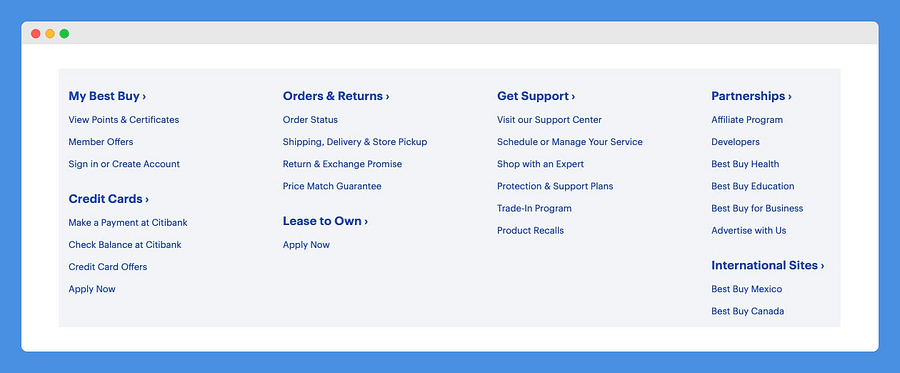 My Best Buy ›
View Points & Certificates
Member Offers
Sign in or Create Account
Credit Cards ›
Make a Payment at Citibank
Check Balance at Citibank
Credit Card Offers
Apply Now
Orders & Returns ›
Order Status
Shipping, Delivery & Store Pickup
Return & Exchange Promise
Price Match Guarantee
Lease to Own ›
Apply Now
Get Support ›
Visit our Support Center
Schedule or Manage Your Service
Shop with an Expert
Protection & Support Plans
Trade-In Program
Product Recalls
Partnerships ›
Affiliate Program
Developers
Best Buy Health
Best Buy Education
Best Buy for Business
Advertise with Us
International Sites ›
Best Buy Mexico
Best Buy Canada